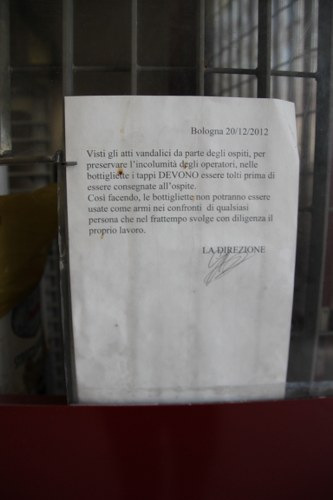 Bologna 20/12/2012
Visti gli atti vandalici da parte degli ospiti, per
preservare l'incolumità degli operatori, nelle
bottigliette i tappi DEVONO essere tolti prima di
essere consegnate all'ospite.
Così facendo, le bottigliette non potranno essere
usate come armi nei confronti di qualsiasi
persona che nel frattempo svolge con diligenza il
proprio lavoro.
LA DIREZIONE